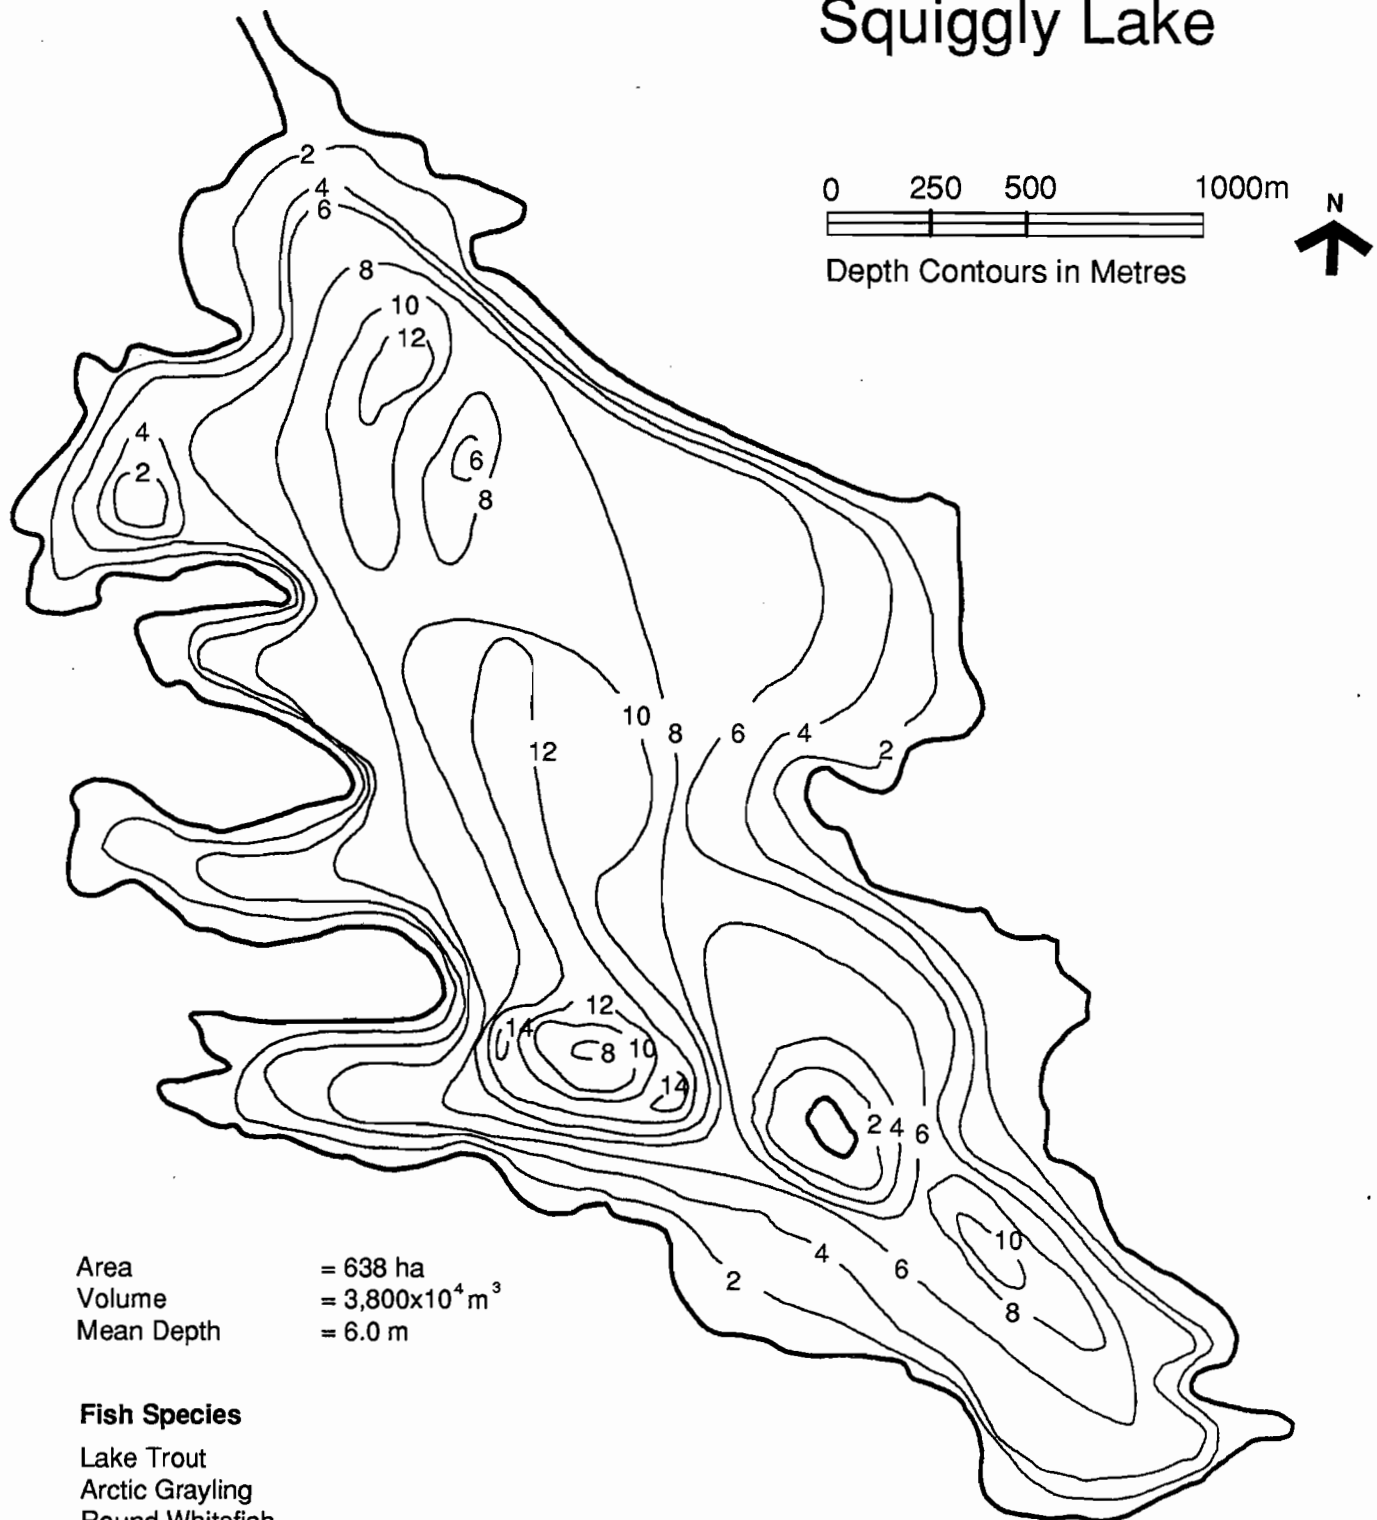 Squiggly Lake
0 250 500 1000m
N
Depth Contours in Metres
2
4
6
8
10
12
4
2
6
8
10
8
6
4
2
12
12
14
8
10
14
2
4
6
10
8
4
6
2
Area = 638 ha
Volume = 3,800x10⁴m³
Mean Depth = 6.0 m
Fish Species
Lake Trout
Arctic Grayling
Round Whitefish